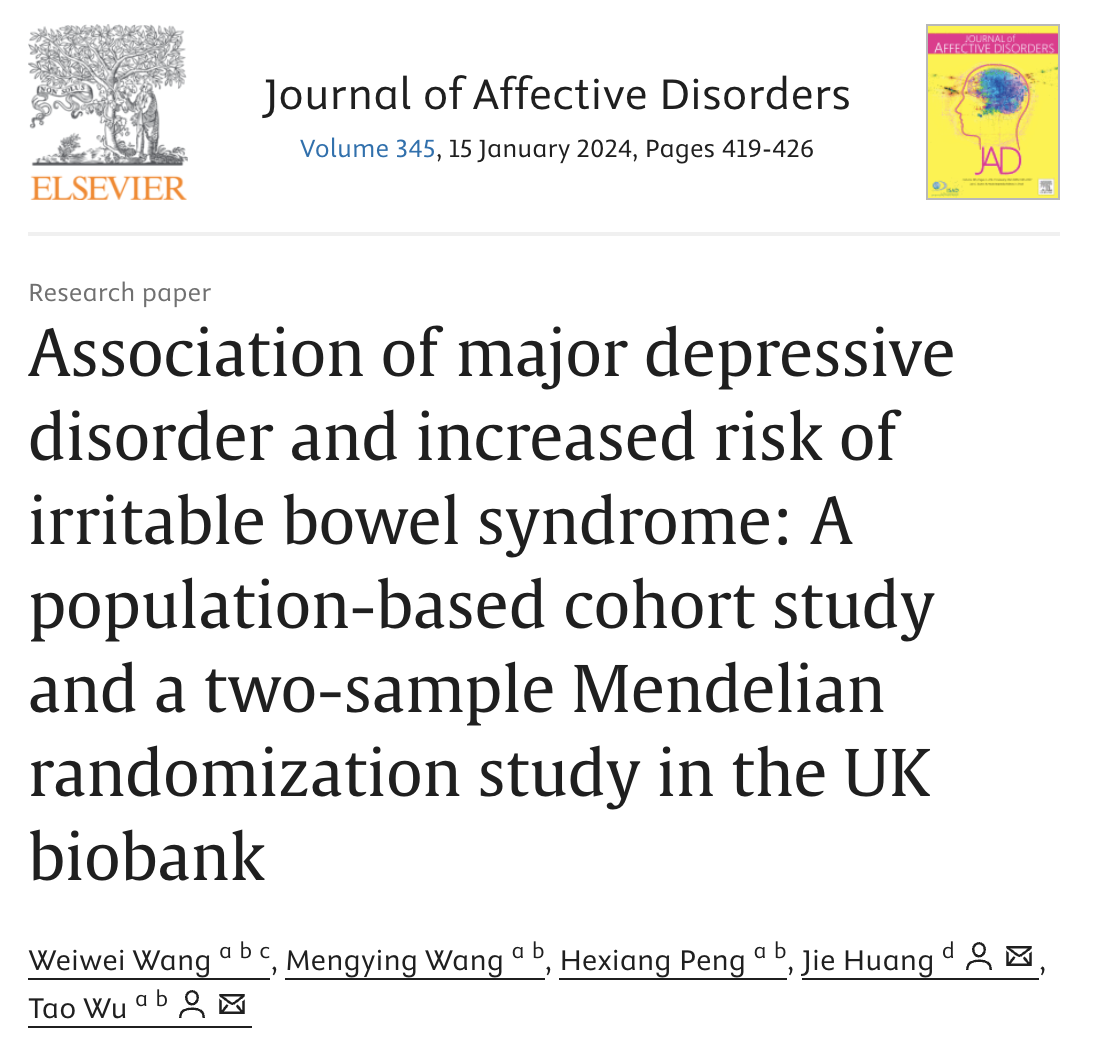 ELSEVIER
Journal of Affective Disorders
Volume 345, 15 January 2024, Pages 419-426
JOURNAL of
AFFECTIVE DISORDERS
JAD
Research paper
Association of major depressive
disorder and increased risk of
irritable bowel syndrome: A
population-based cohort study
and a two-sample Mendelian
randomization study in the UK
biobank
Weiwei Wang a b c, Mengying Wang a b, Hexiang Peng a b, Jie Huang d,
Tao Wu a b